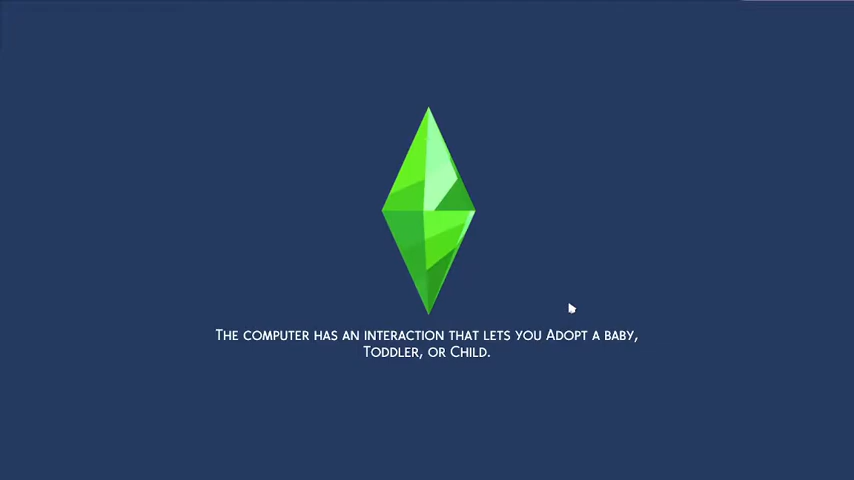 The computer has an interaction that lets you Adopt a baby,
Toddler, or Child.